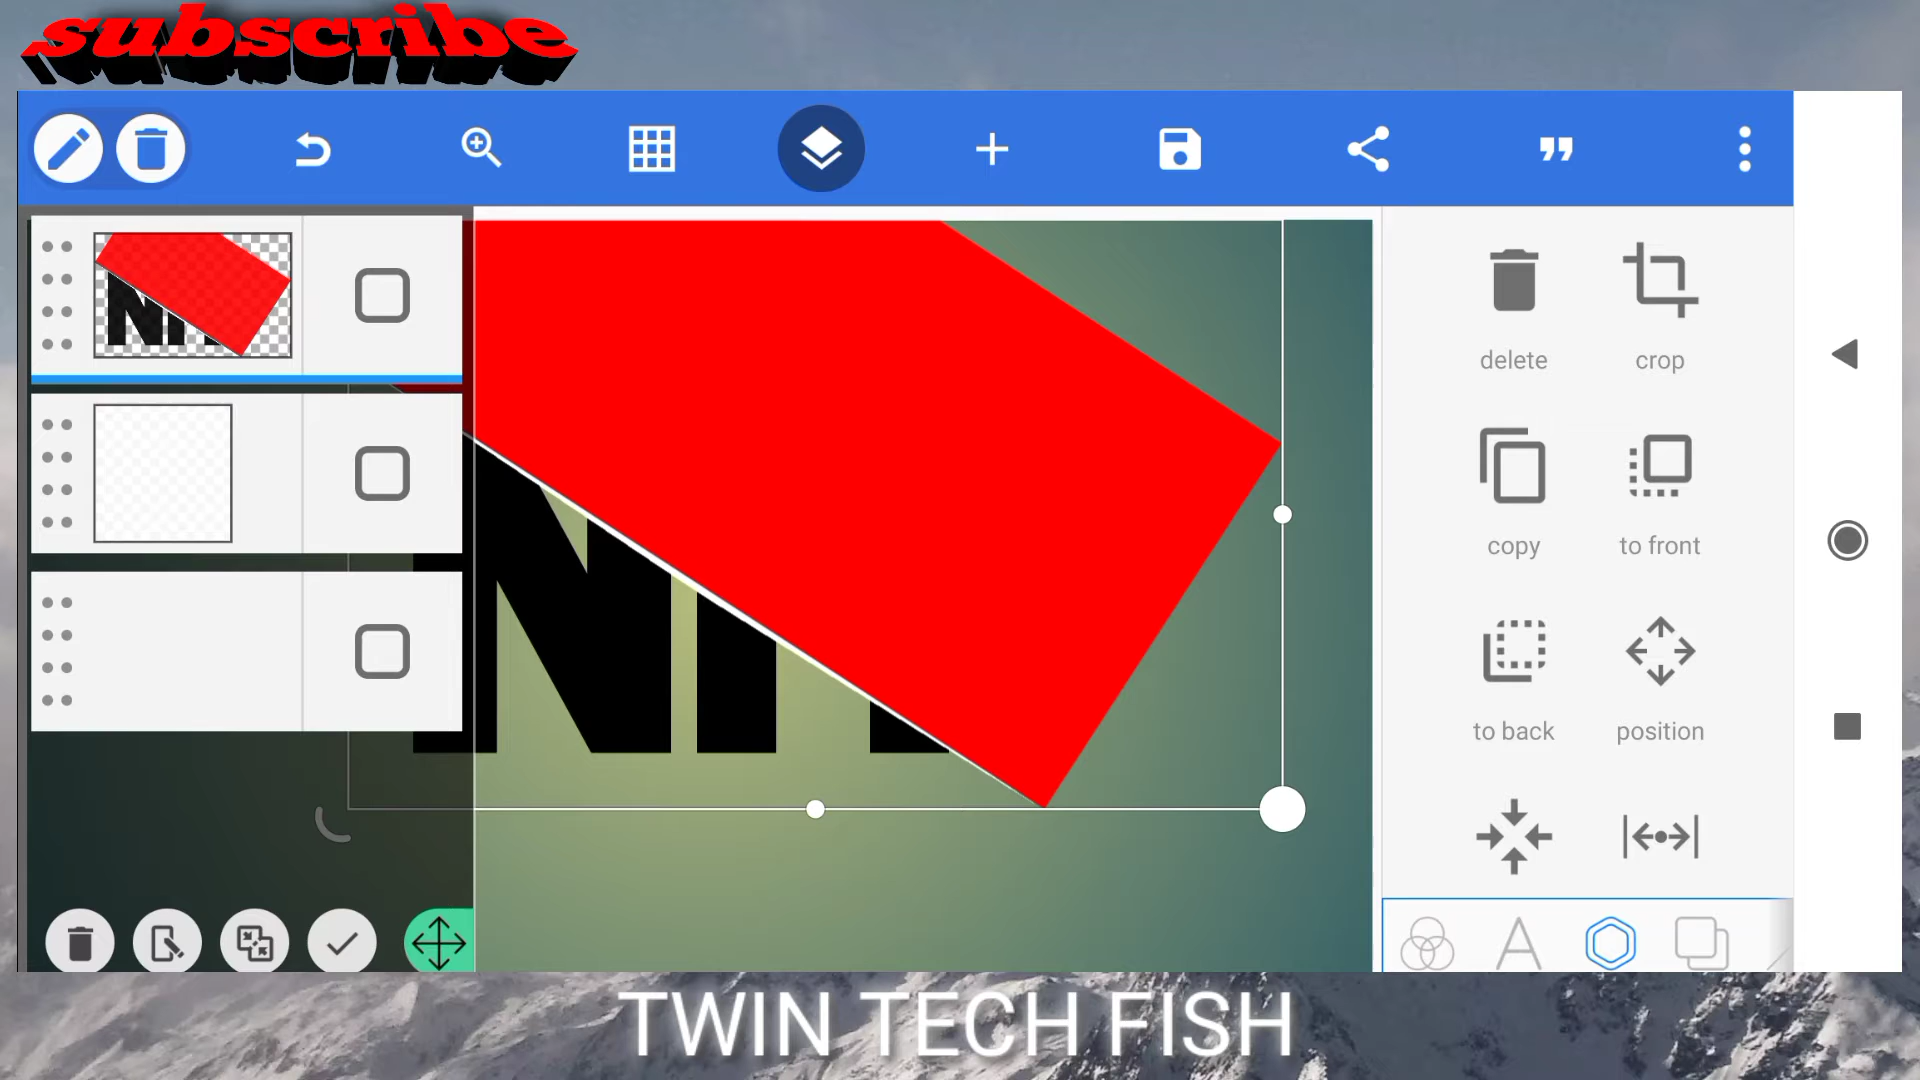 subscribe
delete
crop
copy
to front
to back
position
TWIN TECH FISH